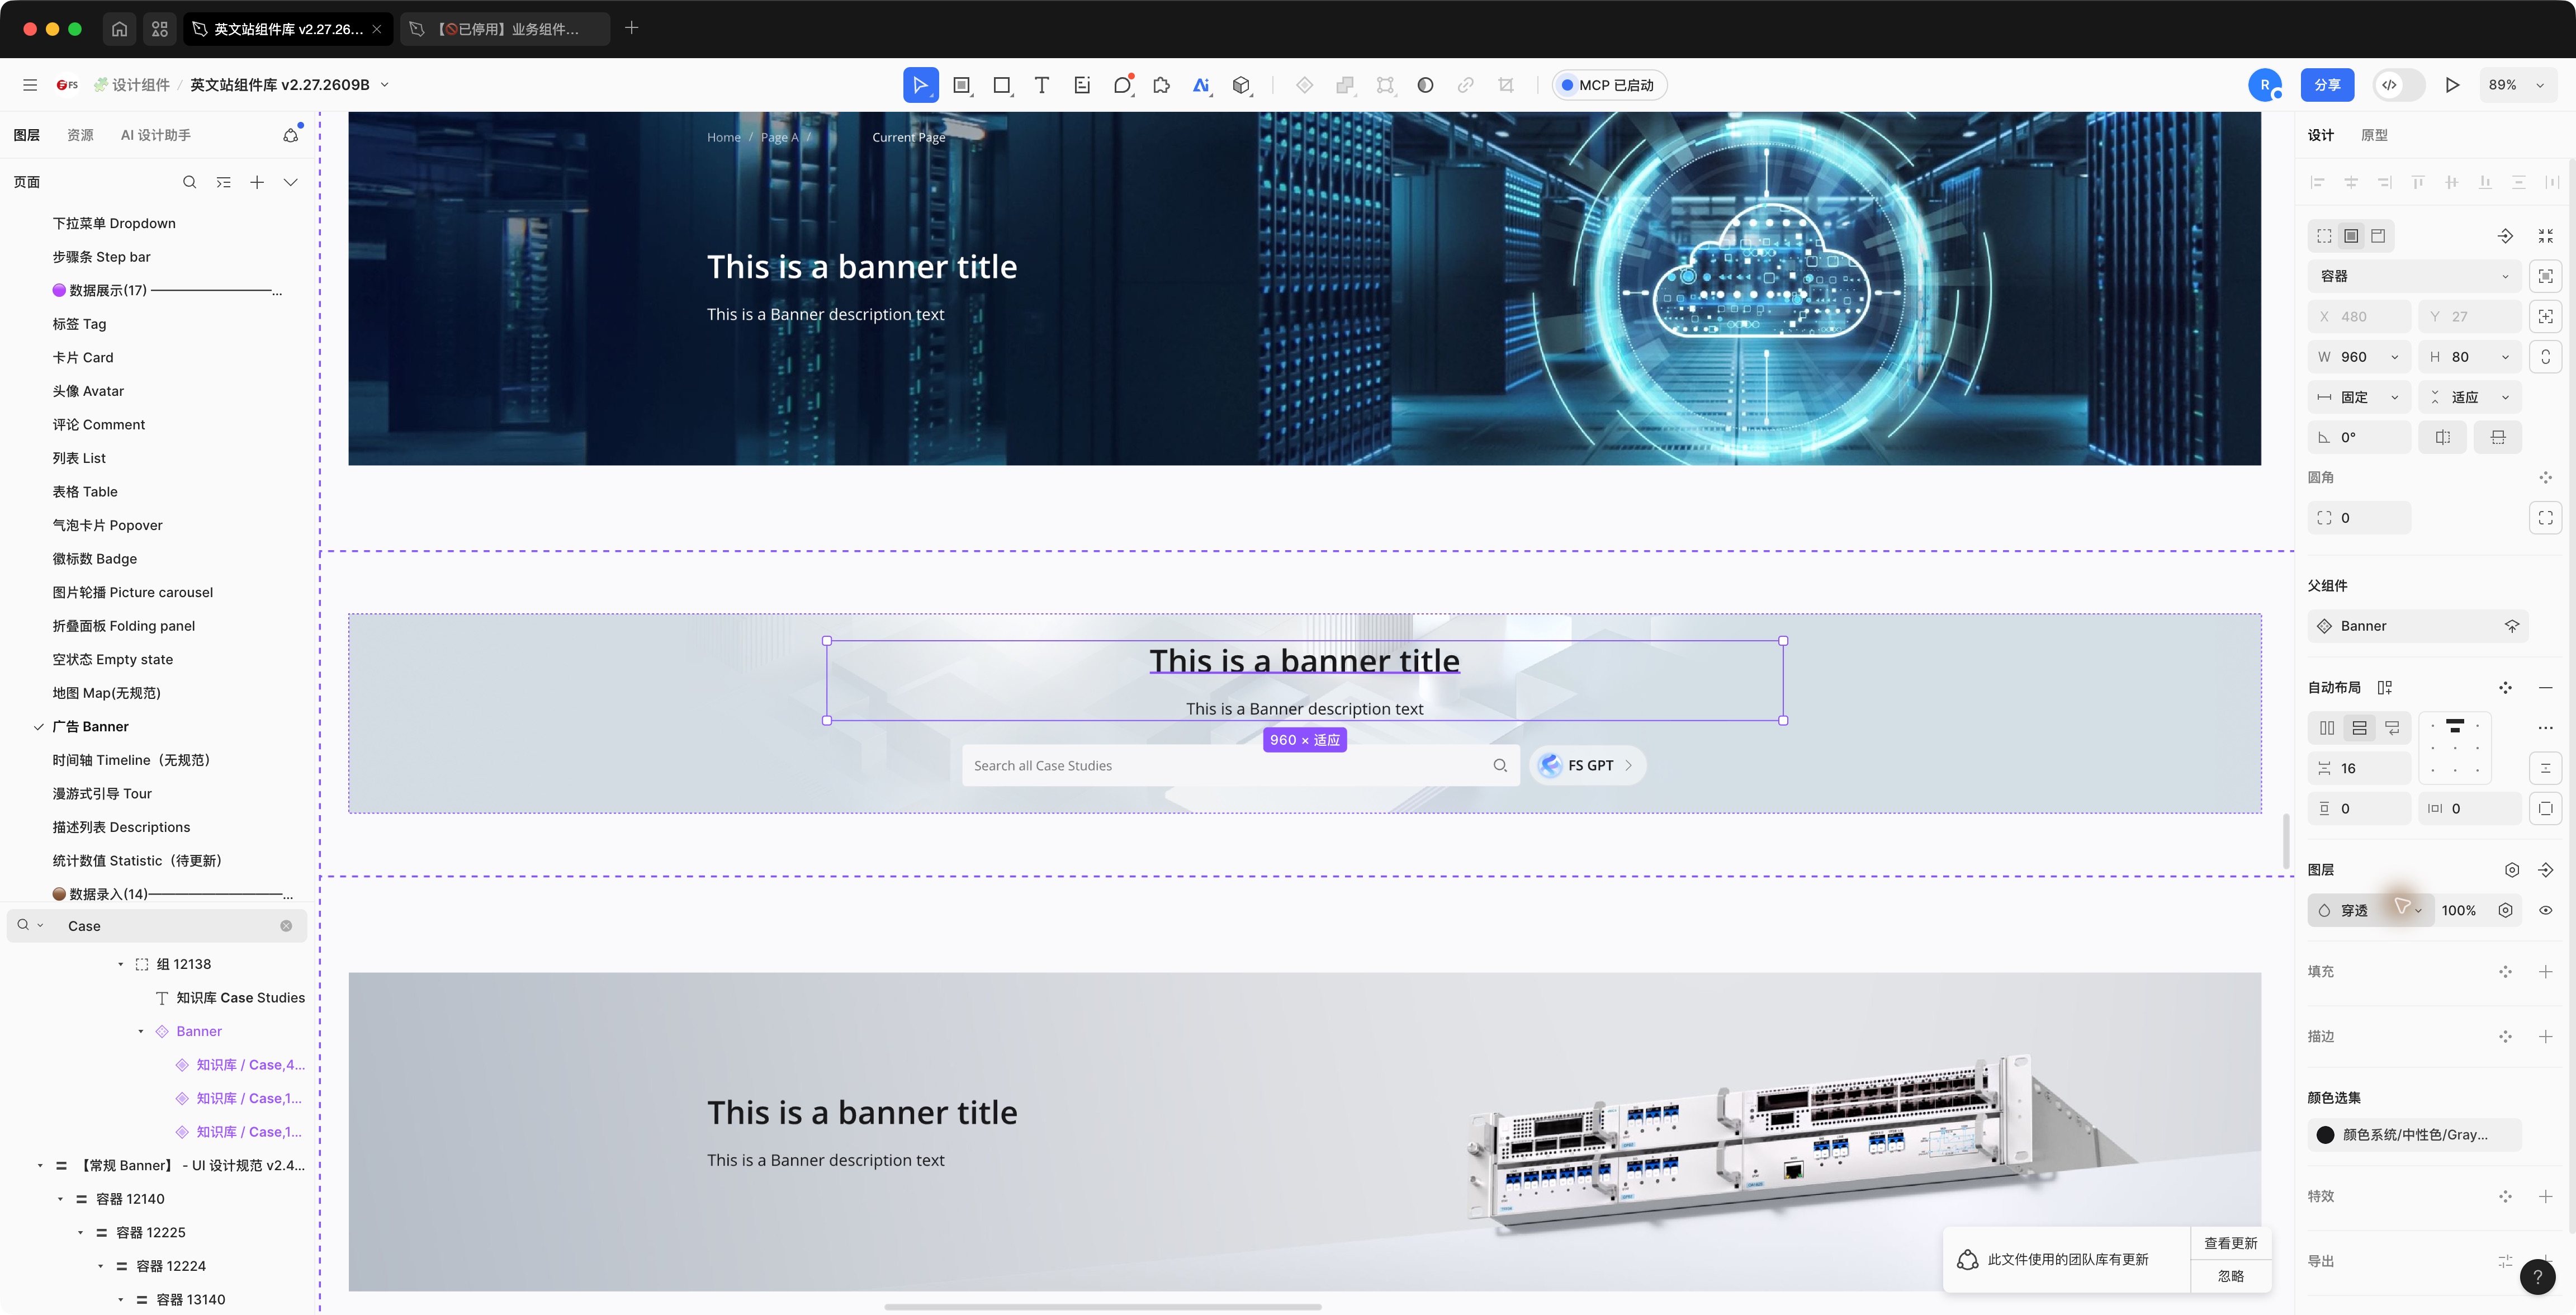 英文站组件库 v2.27.26...
【🚫已停用】业务组件...
FS
设计组件 / 英文站组件库 v2.27.2609B
MCP 已启动
R
分享
89%
图层
资源
AI 设计助手
页面
下拉菜单 Dropdown
步骤条 Step bar
数据展示(17) ————————...
标签 Tag
卡片 Card
头像 Avatar
评论 Comment
列表 List
表格 Table
气泡卡片 Popover
徽标数 Badge
图片轮播 Picture carousel
折叠面板 Folding panel
空状态 Empty state
地图 Map(无规范)
广告 Banner
时间轴 Timeline（无规范）
漫游式引导 Tour
描述列表 Descriptions
统计数值 Statistic（待更新）
数据录入(14)—————————...
Case
组 12138
知识库 Case Studies
Banner
知识库 / Case,4...
知识库 / Case,1...
知识库 / Case,1...
【常规 Banner】 - UI 设计规范 v2.4...
容器 12140
容器 12225
容器 12224
容器 13140
Home / Page A / Current Page
This is a banner title
This is a Banner description text
This is a banner title
This is a Banner description text
960 × 适应
Search all Case Studies
FS GPT
This is a banner title
This is a Banner description text
此文件使用的团队库有更新
查看更新
忽略
设计
原型
容器
X 480
Y 27
W 960
H 80
固定
适应
0°
圆角
0
父组件
Banner
自动布局
16
0
0
图层
穿透
100%
填充
描边
颜色选集
颜色系统/中性色/Gray...
特效
导出
?